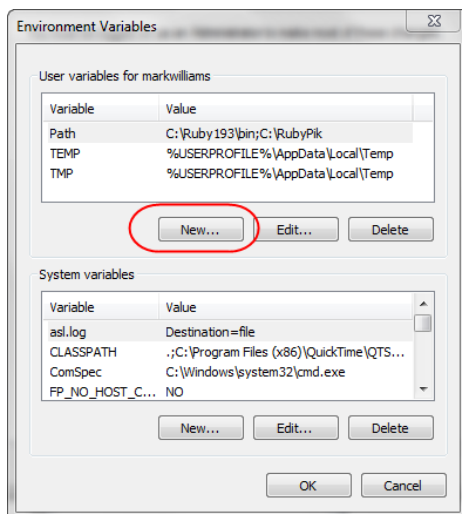 Environment Variables
User variables for markwilliams
Variable Value
Path C:\Ruby193\bin;C:\RubyPik
TEMP %USERPROFILE%\AppData\Local\Temp
TMP %USERPROFILE%\AppData\Local\Temp
New... Edit... Delete
System variables
Variable Value
asl.log Destination=file
CLASSPATH .;C:\Program Files (x86)\QuickTime\QTS...
ComSpec C:\Windows\system32\cmd.exe
FP_NO_HOST_C... NO
New... Edit... Delete
OK Cancel